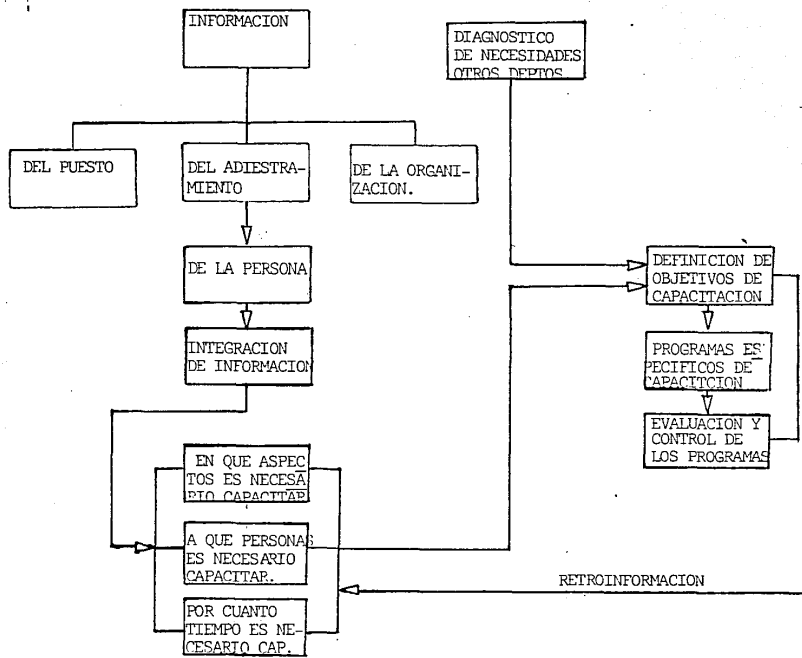 INFORMACION
DIAGNOSTICO
DE NECESIDADES
OTROS DEPTOS.
DEL PUESTO
DEL ADIESTRA-
MIENTO
DE LA ORGANI-
ZACION.
DE LA PERSONA
INTEGRACION
DE INFORMACION
DEFINICION DE
OBJETIVOS DE
CAPACITACION
PROGRAMAS ES
PECIFICOS DE
CAPACITCION
EVALUACION Y
CONTROL DE
LOS PROGRAMAS
EN QUE ASPEC
TOS ES NECESA
RIO CAPACITAR
A QUE PERSONAS
ES NECESARIO
CAPACITAR.
POR CUANTO
TIEMPO ES NE-
CESARIO CAP.
RETROINFORMACION